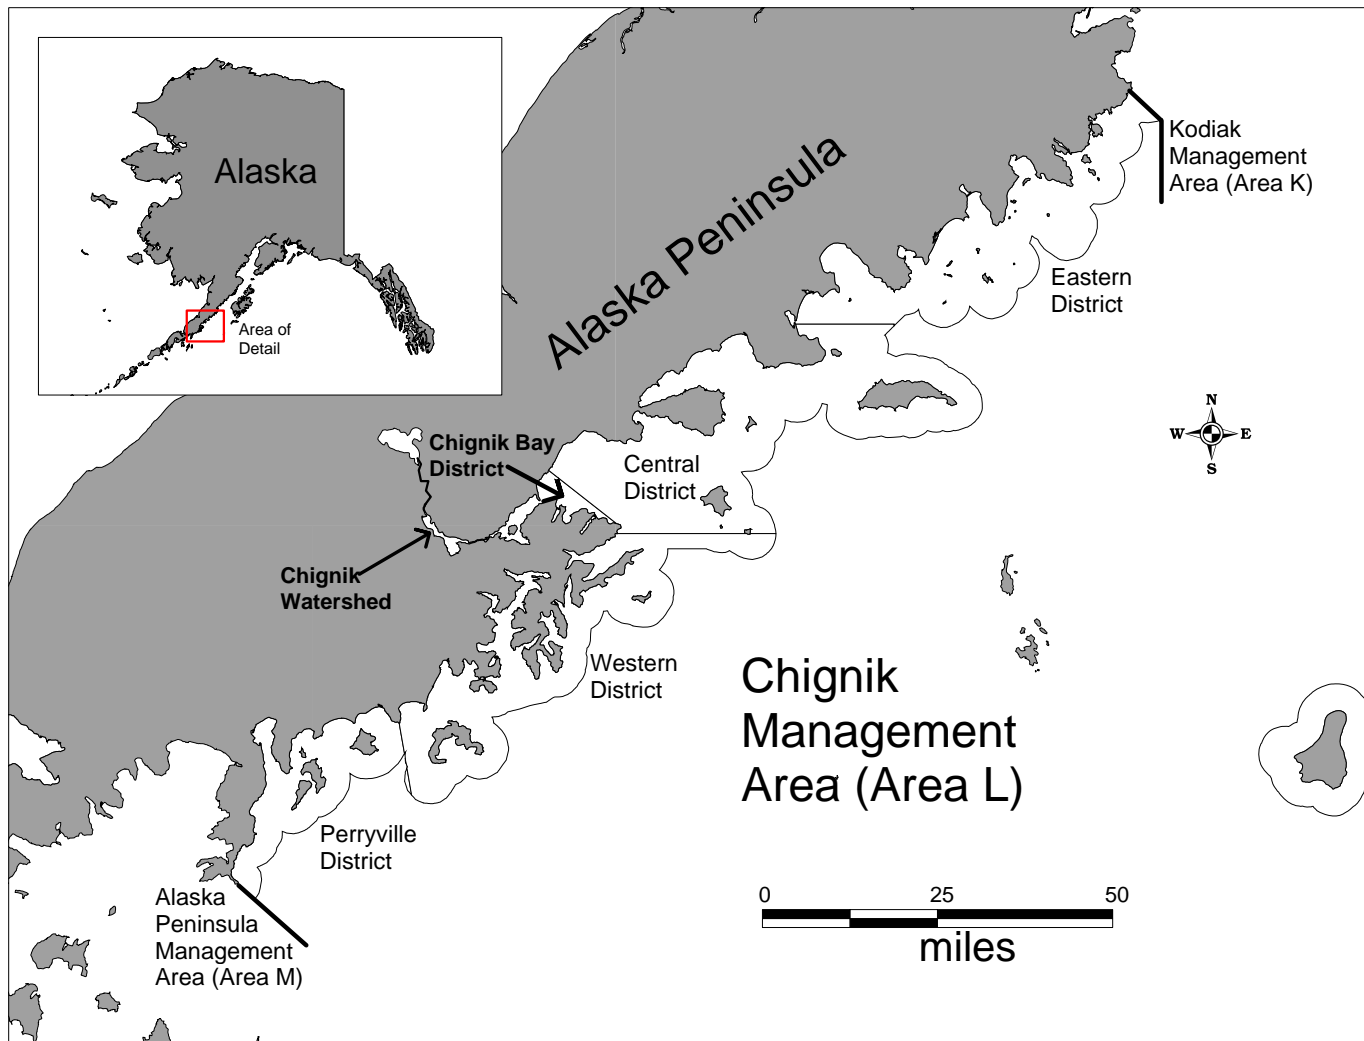 Alaska
Area of
Detail
Alaska Peninsula
Kodiak
Management
Area (Area K)
Eastern
District
N
W
E
S
Chignik Bay
District
Central
District
Chignik
Watershed
Western
District
Chignik
Management
Area (Area L)
Perryville
District
Alaska
Peninsula
Management
Area (Area M)
0 25 50
miles